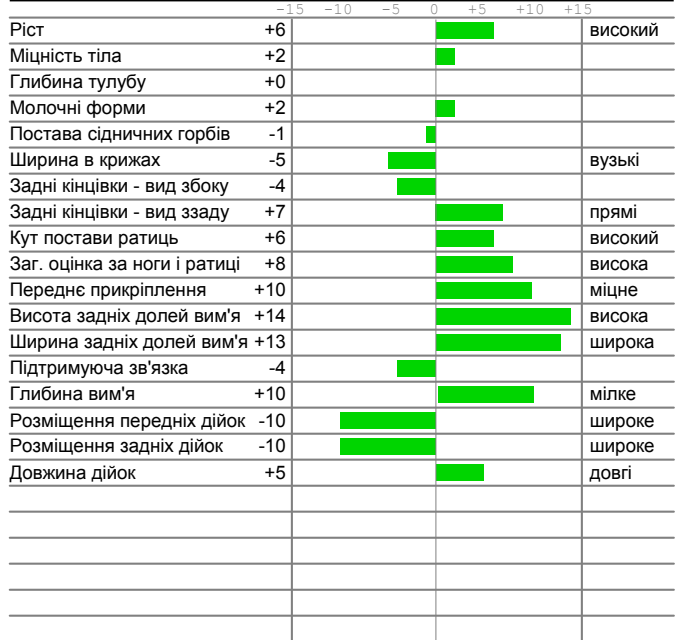 -15 -10 -5 0 +5 +10 +15
Ріст +6 високий
Міцність тіла +2
Глибина тулубу +0
Молочні форми +2
Постава сідничних горбів -1
Ширина в крижах -5 вузькі
Задні кінцівки - вид збоку -4
Задні кінцівки - вид ззаду +7 прямі
Кут постави ратиць +6 високий
Заг. оцінка за ноги і ратиці +8 висока
Переднє прикріплення +10 міцне
Висота задніх долей вим'я +14 висока
Ширина задніх долей вим'я +13 широка
Підтримуюча зв'язка -4
Глибина вим'я +10 мілке
Розміщення передніх дійок -10 широке
Розміщення задніх дійок -10 широке
Довжина дійок +5 довгі